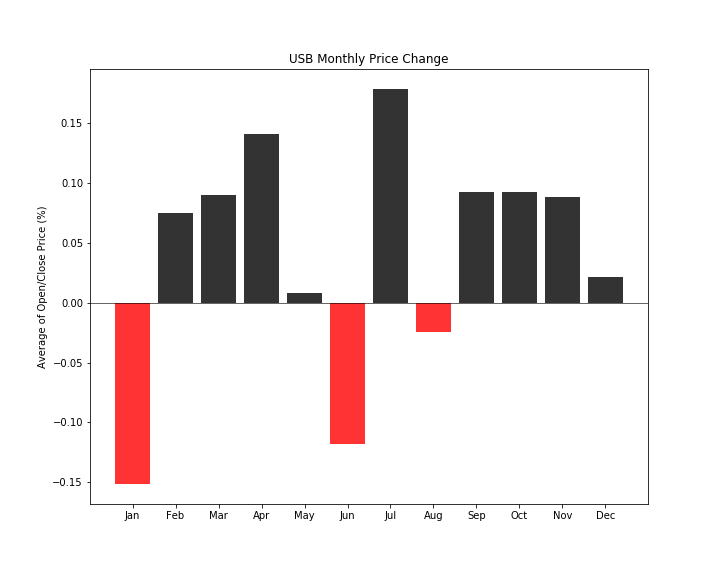 USB Monthly Price Change
Average of Open/Close Price (%)
0.15
0.10
0.05
0.00
−0.05
−0.10
−0.15
Jan Feb Mar Apr May Jun Jul Aug Sep Oct Nov Dec